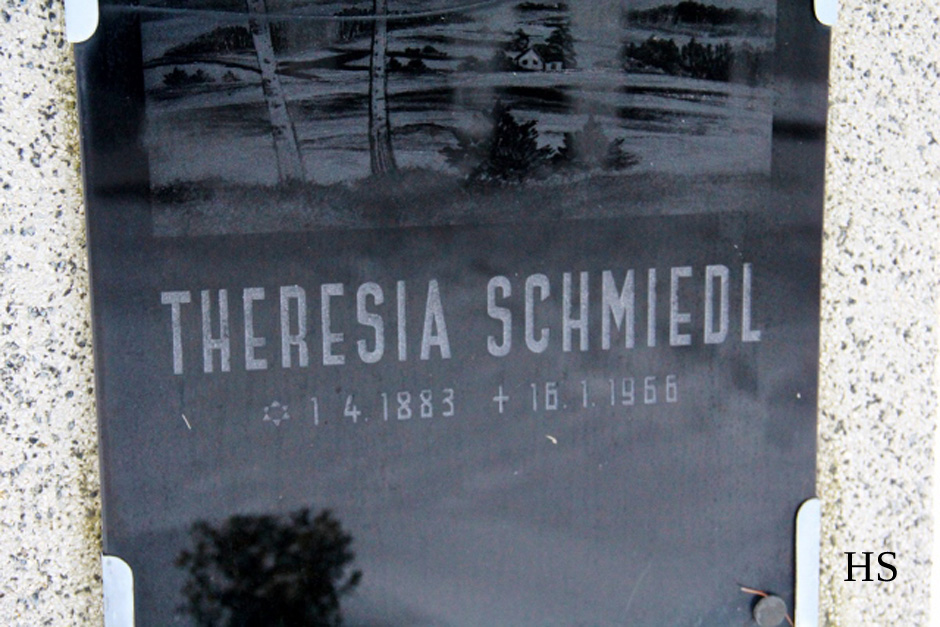 THERESIA SCHMIEDL
✡ 1 4. 1883 ✝ 16. 1. 1966
HS